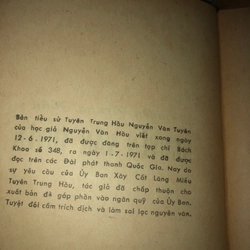 Bản tiểu sử Tuyên Trung Hầu Nguyễn Văn Tuyên
của học giả Nguyễn Văn Hầu viết xong ngày
12-6-1971, đã được đăng trên tạp chí Bách
Khoa số 348, ra ngày 1-7-1971 và đã được
đọc trên các Đài phát thanh Quốc Gia. Nay do
sự yêu cầu của Ủy Ban Xây Cất Lăng Miếu
Tuyên Trung Hầu, tác giả đã chấp thuận cho
xuất bản để góp phần vào ngân quỹ của Ủy Ban.
Tuyệt đối cấm trích dịch và làm sai lạc nguyên văn.